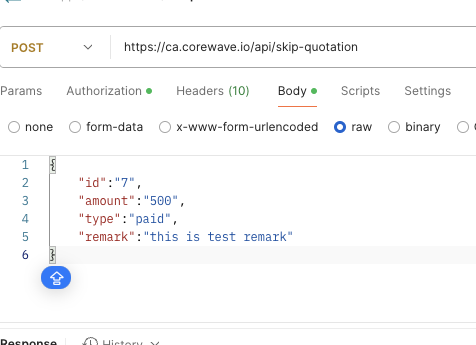 POST https://ca.corewave.io/api/skip-quotation
Params Authorization Headers (10) Body Scripts Settings
none form-data x-www-form-urlencoded raw binary
1 {
2 "id":"7",
3 "amount":"500",
4 "type":"paid",
5 "remark":"this is test remark"
6 }
Response History